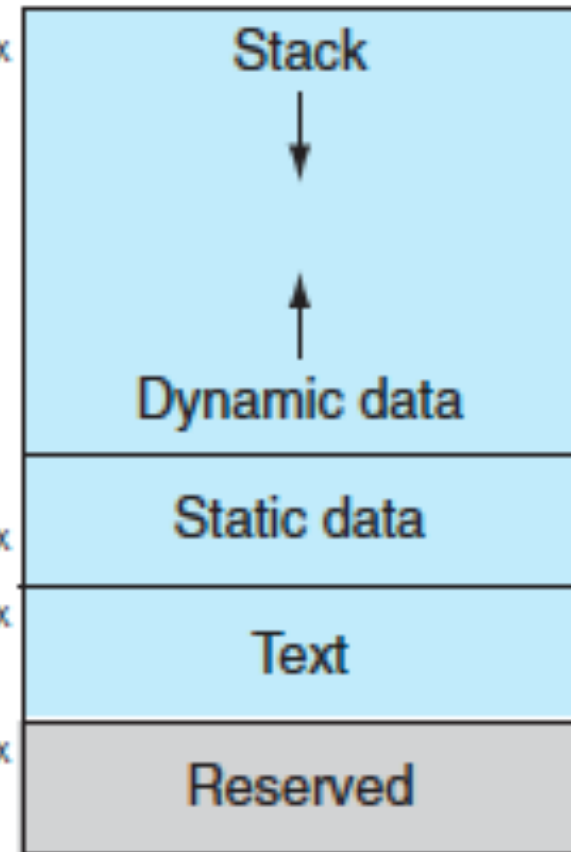 x
Stack
Dynamic data
Static data
x
x
Text
x
Reserved